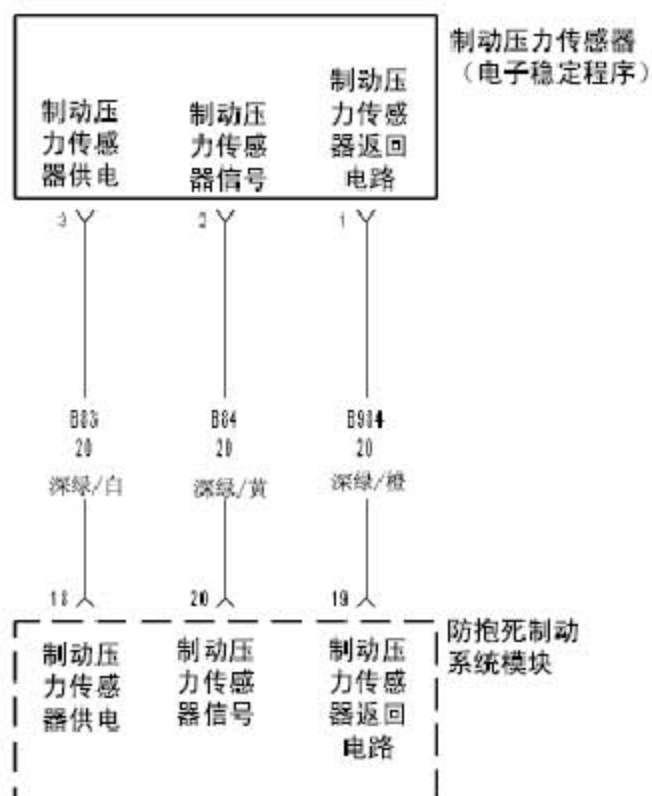 制动压力传感器
（电子稳定程序）
制动压
力传感
器供电
制动压
力传感
器信号
制动压
力传感
器返回
电路
3
2
1
B83
20
深绿/白
B84
20
深绿/黄
B984
20
深绿/橙
18
20
19
防抱死制动
系统模块
制动压
力传感
器供电
制动压
力传感
器信号
制动压
力传感
器返回
电路